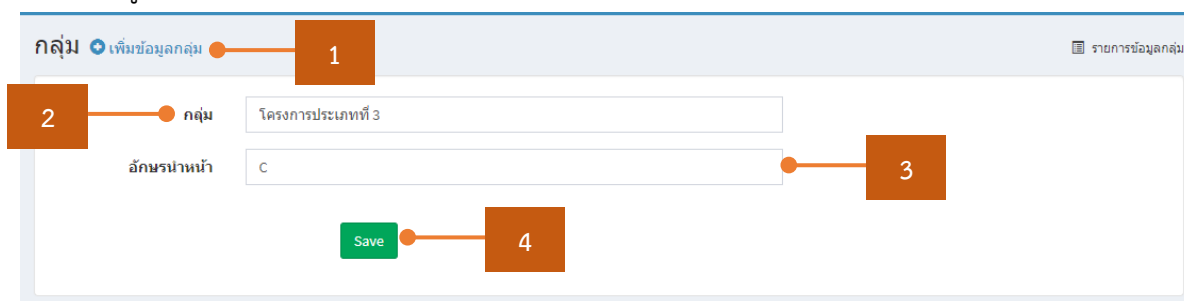 กลุ่ม เพิ่มข้อมูลกลุ่ม 1 รายการข้อมูลกลุ่ม
2 กลุ่ม โครงการประเภทที่ 3
อักษรนำหน้า C 3
Save 4